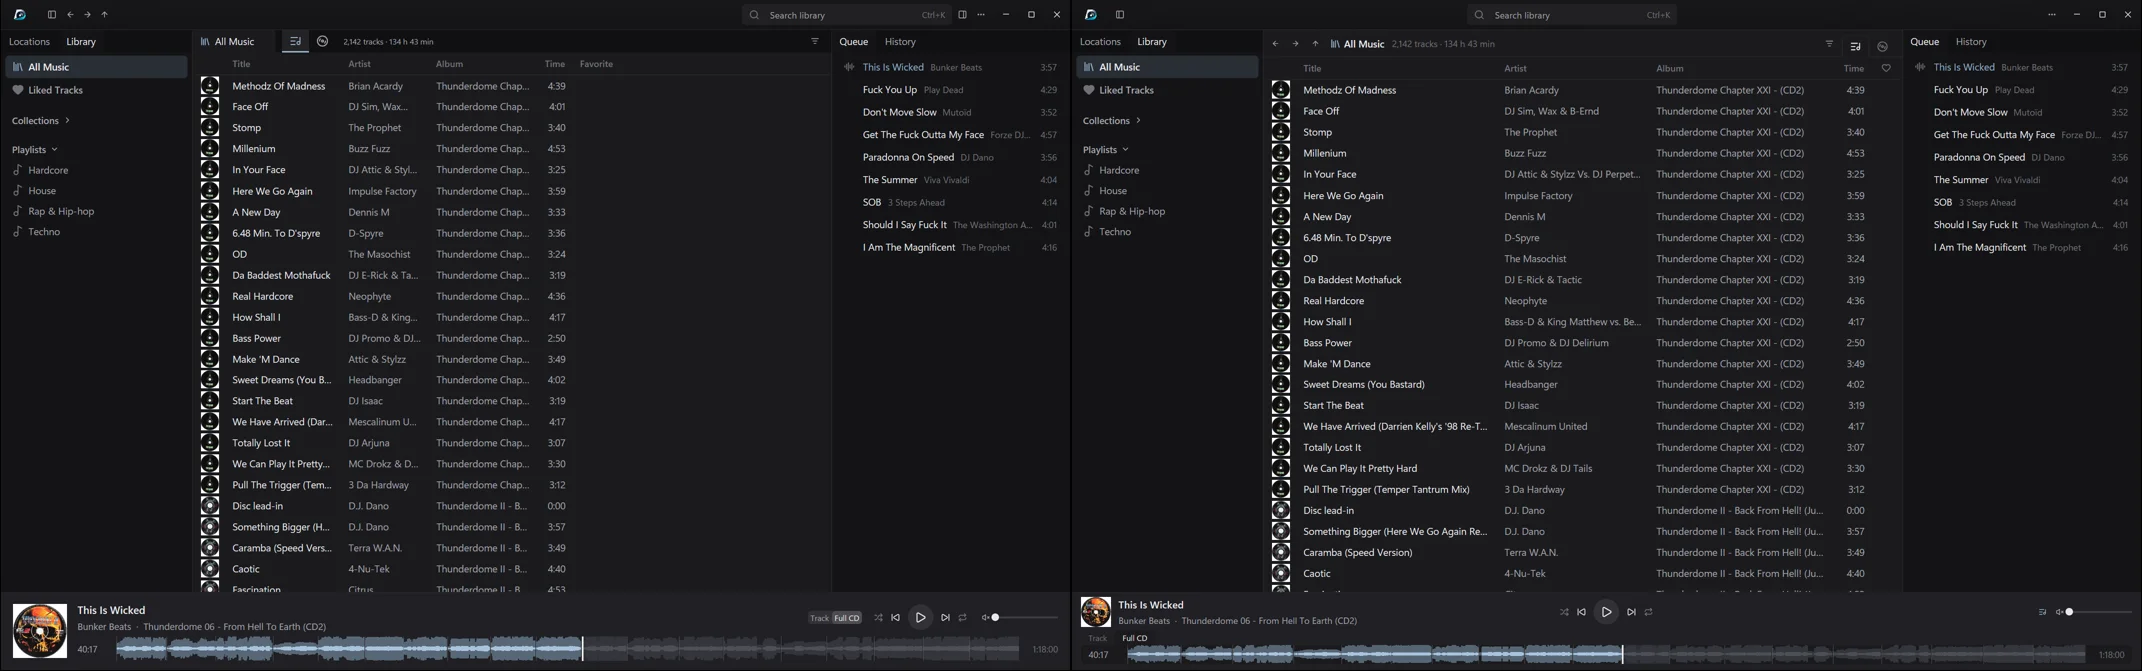 Search library Ctrl+K
Locations Library
All Music
Liked Tracks
Collections
Playlists
Hardcore
House
Rap & Hip-hop
Techno
All Music 2,142 tracks · 134 h 43 min
Title Artist Album Time Favorite
Methodz Of Madness Brian Acardy Thunderdome Chap... 4:39
Face Off DJ Sim, Wax... Thunderdome Chap... 4:01
Stomp The Prophet Thunderdome Chap... 3:40
Millenium Buzz Fuzz Thunderdome Chap... 4:53
In Your Face DJ Attic & Styl... Thunderdome Chap... 3:25
Here We Go Again Impulse Factory Thunderdome Chap... 3:59
A New Day Dennis M Thunderdome Chap... 3:33
6.48 Min. To D'spyre D-Spyre Thunderdome Chap... 3:36
OD The Masochist Thunderdome Chap... 3:24
Da Baddest Mothafuck DJ E-Rick & Ta... Thunderdome Chap... 3:19
Real Hardcore Neophyte Thunderdome Chap... 4:36
How Shall I Bass-D & King... Thunderdome Chap... 4:17
Bass Power DJ Promo & DJ... Thunderdome Chap... 2:50
Make 'M Dance Attic & Stylzz Thunderdome Chap... 3:49
Sweet Dreams (You B... Headbanger Thunderdome Chap... 4:02
Start The Beat DJ Isaac Thunderdome Chap... 3:19
We Have Arrived (Dar... Mescalinum U... Thunderdome Chap... 4:17
Totally Lost It DJ Arjuna Thunderdome Chap... 3:07
We Can Play It Pretty... MC Drokz & D... Thunderdome Chap... 3:30
Pull The Trigger (Tem... 3 Da Hardway Thunderdome Chap... 3:12
Disc lead-in D.J. Dano Thunderdome II - B... 0:00
Something Bigger (H... D.J. Dano Thunderdome II - B... 3:57
Caramba (Speed Vers... Terra W.A.N. Thunderdome II - B... 3:49
Caotic 4-Nu-Tek Thunderdome II - B... 4:40
Fascination Citrus Thunderdome II - B... 4:53
Queue History
This Is Wicked Bunker Beats 3:57
Fuck You Up Play Dead 4:29
Don't Move Slow Mutoid 3:52
Get The Fuck Outta My Face Forze DJ... 4:57
Paradonna On Speed DJ Dano 3:56
The Summer Viva Vivaldi 4:04
SOB 3 Steps Ahead 4:14
Should I Say Fuck It The Washington A... 4:01
I Am The Magnificent The Prophet 4:16
This Is Wicked
Bunker Beats · Thunderdome 06 - From Hell To Earth (CD2)
Track Full CD
40:17 1:18:00
Search library Ctrl+K
Locations Library
All Music
Liked Tracks
Collections
Playlists
Hardcore
House
Rap & Hip-hop
Techno
All Music 2,142 tracks · 134 h 43 min
Title Artist Album Time
Methodz Of Madness Brian Acardy Thunderdome Chapter XXI - (CD2) 4:39
Face Off DJ Sim, Wax & B-Ernd Thunderdome Chapter XXI - (CD2) 4:01
Stomp The Prophet Thunderdome Chapter XXI - (CD2) 3:40
Millenium Buzz Fuzz Thunderdome Chapter XXI - (CD2) 4:53
In Your Face DJ Attic & Stylzz Vs. DJ Perpet... Thunderdome Chapter XXI - (CD2) 3:25
Here We Go Again Impulse Factory Thunderdome Chapter XXI - (CD2) 3:59
A New Day Dennis M Thunderdome Chapter XXI - (CD2) 3:33
6.48 Min. To D'spyre D-Spyre Thunderdome Chapter XXI - (CD2) 3:36
OD The Masochist Thunderdome Chapter XXI - (CD2) 3:24
Da Baddest Mothafuck DJ E-Rick & Tactic Thunderdome Chapter XXI - (CD2) 3:19
Real Hardcore Neophyte Thunderdome Chapter XXI - (CD2) 4:36
How Shall I Bass-D & King Matthew vs. Be... Thunderdome Chapter XXI - (CD2) 4:17
Bass Power DJ Promo & DJ Delirium Thunderdome Chapter XXI - (CD2) 2:50
Make 'M Dance Attic & Stylzz Thunderdome Chapter XXI - (CD2) 3:49
Sweet Dreams (You Bastard) Headbanger Thunderdome Chapter XXI - (CD2) 4:02
Start The Beat DJ Isaac Thunderdome Chapter XXI - (CD2) 3:19
We Have Arrived (Darrien Kelly's '98 Re-T... Mescalinum United Thunderdome Chapter XXI - (CD2) 4:17
Totally Lost It DJ Arjuna Thunderdome Chapter XXI - (CD2) 3:07
We Can Play It Pretty Hard MC Drokz & DJ Tails Thunderdome Chapter XXI - (CD2) 3:30
Pull The Trigger (Temper Tantrum Mix) 3 Da Hardway Thunderdome Chapter XXI - (CD2) 3:12
Disc lead-in D.J. Dano Thunderdome II - Back From Hell! (Ju... 0:00
Something Bigger (Here We Go Again Re... D.J. Dano Thunderdome II - Back From Hell! (Ju... 3:57
Caramba (Speed Version) Terra W.A.N. Thunderdome II - Back From Hell! (Ju... 3:49
Caotic 4-Nu-Tek Thunderdome II - Back From Hell! (Ju... 4:40
Queue History
This Is Wicked Bunker Beats 3:57
Fuck You Up Play Dead 4:29
Don't Move Slow Mutoid 3:52
Get The Fuck Outta My Face Forze DJ... 4:57
Paradonna On Speed DJ Dano 3:56
The Summer Viva Vivaldi 4:04
SOB 3 Steps Ahead 4:14
Should I Say Fuck It The Washington A... 4:01
I Am The Magnificent The Prophet 4:16
This Is Wicked
Bunker Beats · Thunderdome 06 - From Hell To Earth (CD2)
Track Full CD
40:17 1:18:00